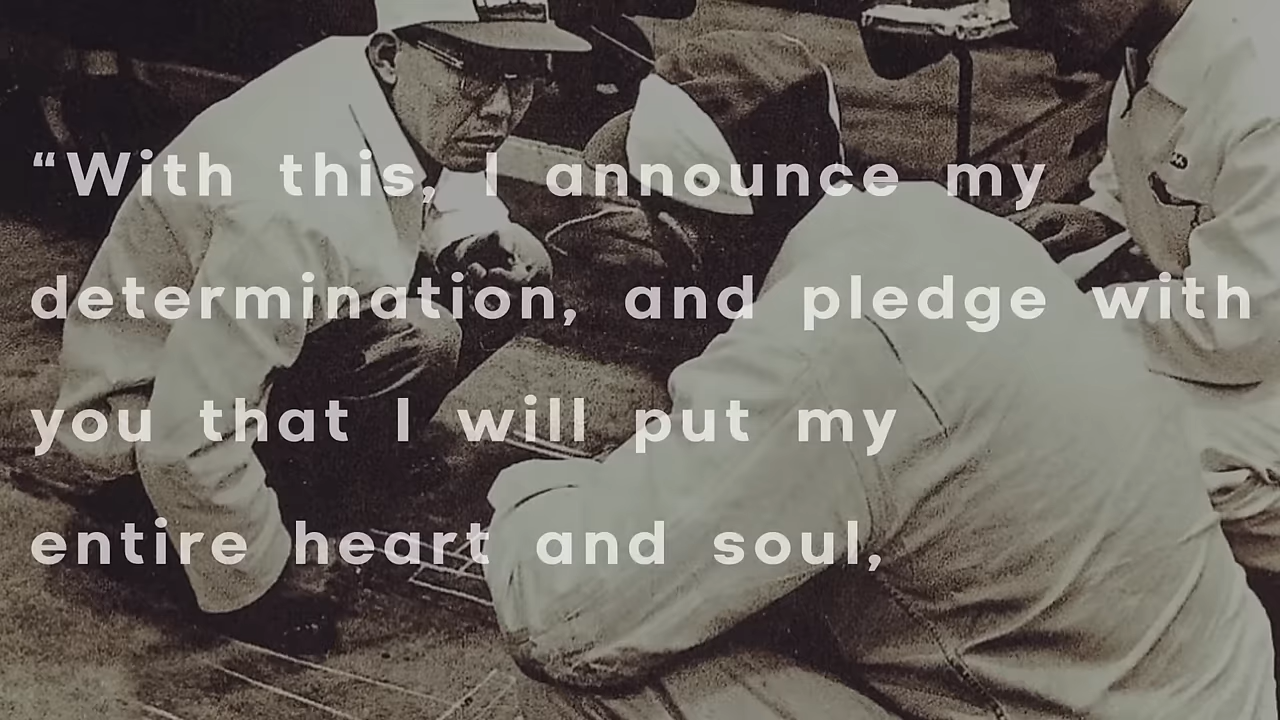 “With this, I announce my
determination, and pledge with
you that I will put my
entire heart and soul,